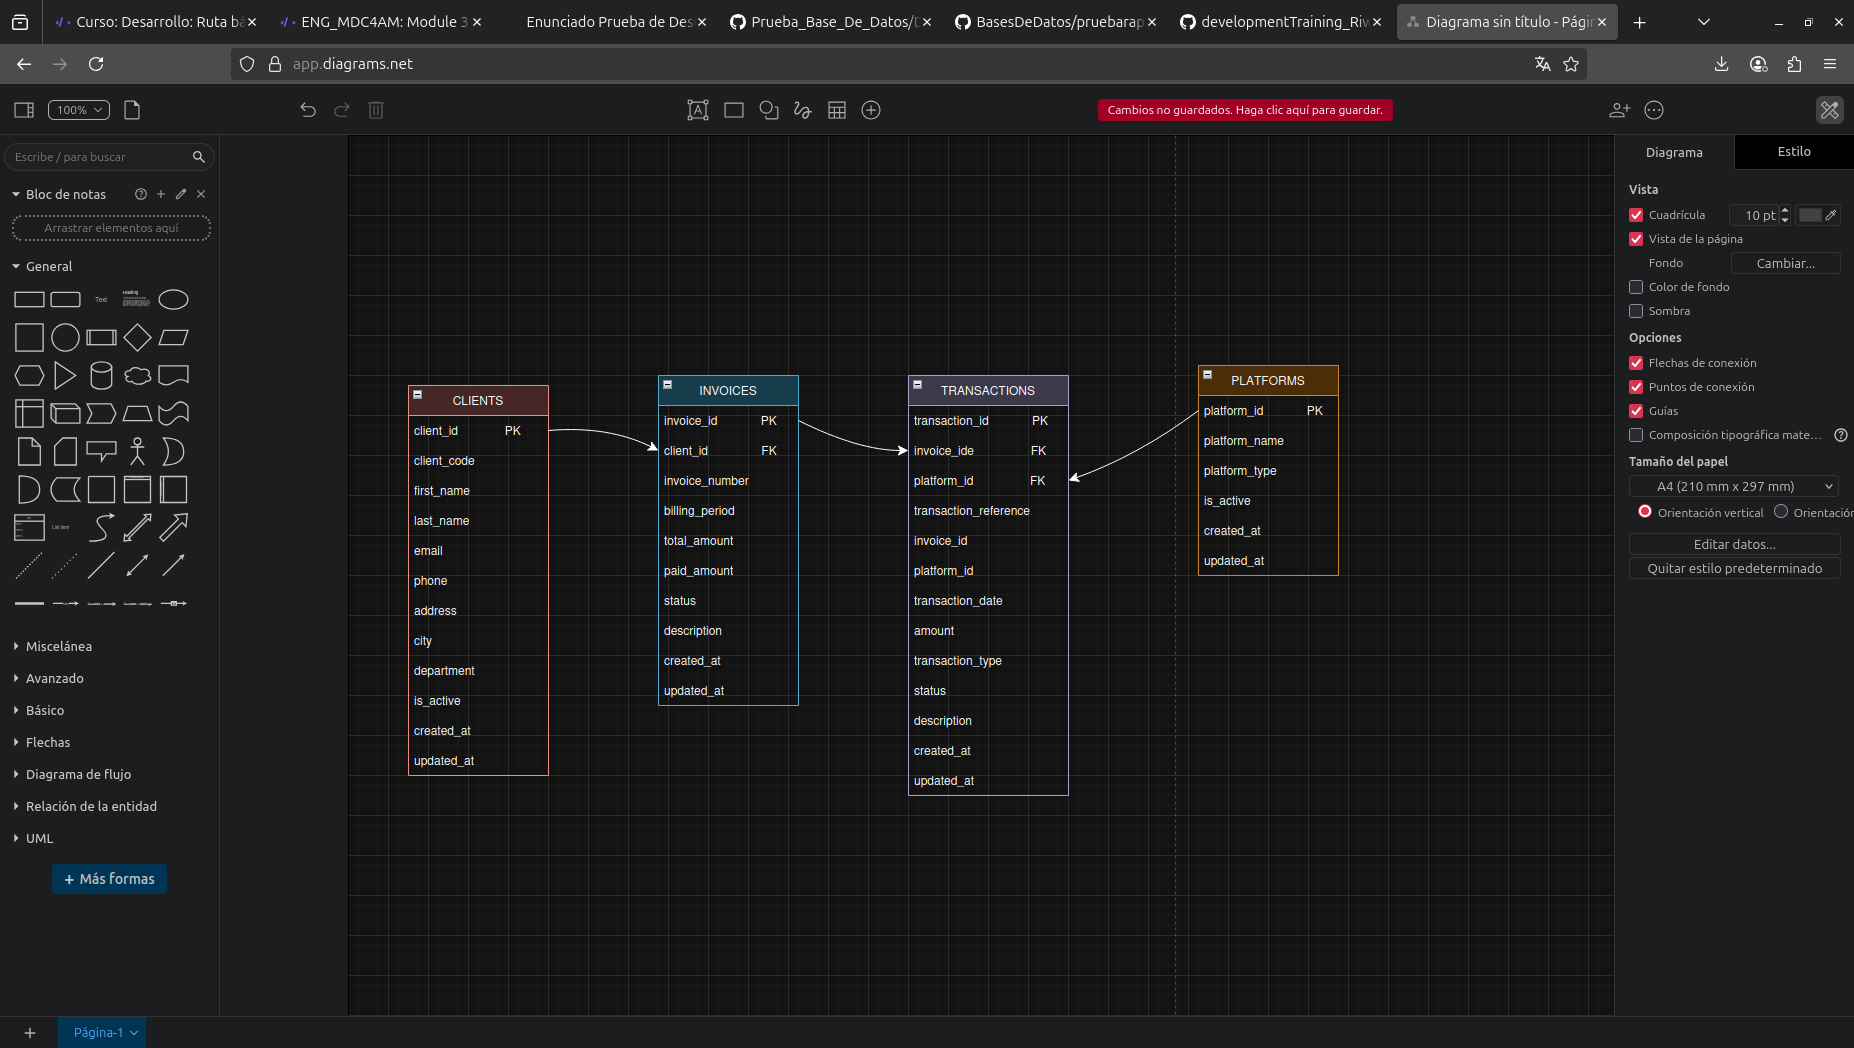 Curso: Desarrollo: Ruta bá
ENG_MDC4AM: Module 3
Enunciado Prueba de Des
Prueba_Base_De_Datos/D
BasesDeDatos/pruebarap
developmentTraining_Riw
Diagrama sin título - Págin
app.diagrams.net
100%
Cambios no guardados. Haga clic aquí para guardar.
Escribe / para buscar
Bloc de notas
Arrastrar elementos aquí
General
Text
Heading
List Item
Misceláneа
Avanzado
Básico
Flechas
Diagrama de flujo
Relación de la entidad
UML
+ Más formas
CLIENTS
client_id PK
client_code
first_name
last_name
email
phone
address
city
department
is_active
created_at
updated_at
INVOICES
invoice_id PK
client_id FK
invoice_number
billing_period
total_amount
paid_amount
status
description
created_at
updated_at
TRANSACTIONS
transaction_id PK
invoice_ide FK
platform_id FK
transaction_reference
invoice_id
platform_id
transaction_date
amount
transaction_type
status
description
created_at
updated_at
PLATFORMS
platform_id PK
platform_name
platform_type
is_active
created_at
updated_at
Diagrama
Estilo
Vista
Cuadrícula 10 pt
Vista de la página
Fondo Cambiar...
Color de fondo
Sombra
Opciones
Flechas de conexión
Puntos de conexión
Guías
Composición tipográfica mate...
Tamaño del papel
A4 (210 mm x 297 mm)
Orientación vertical Orientación
Editar datos...
Quitar estilo predeterminado
Página-1